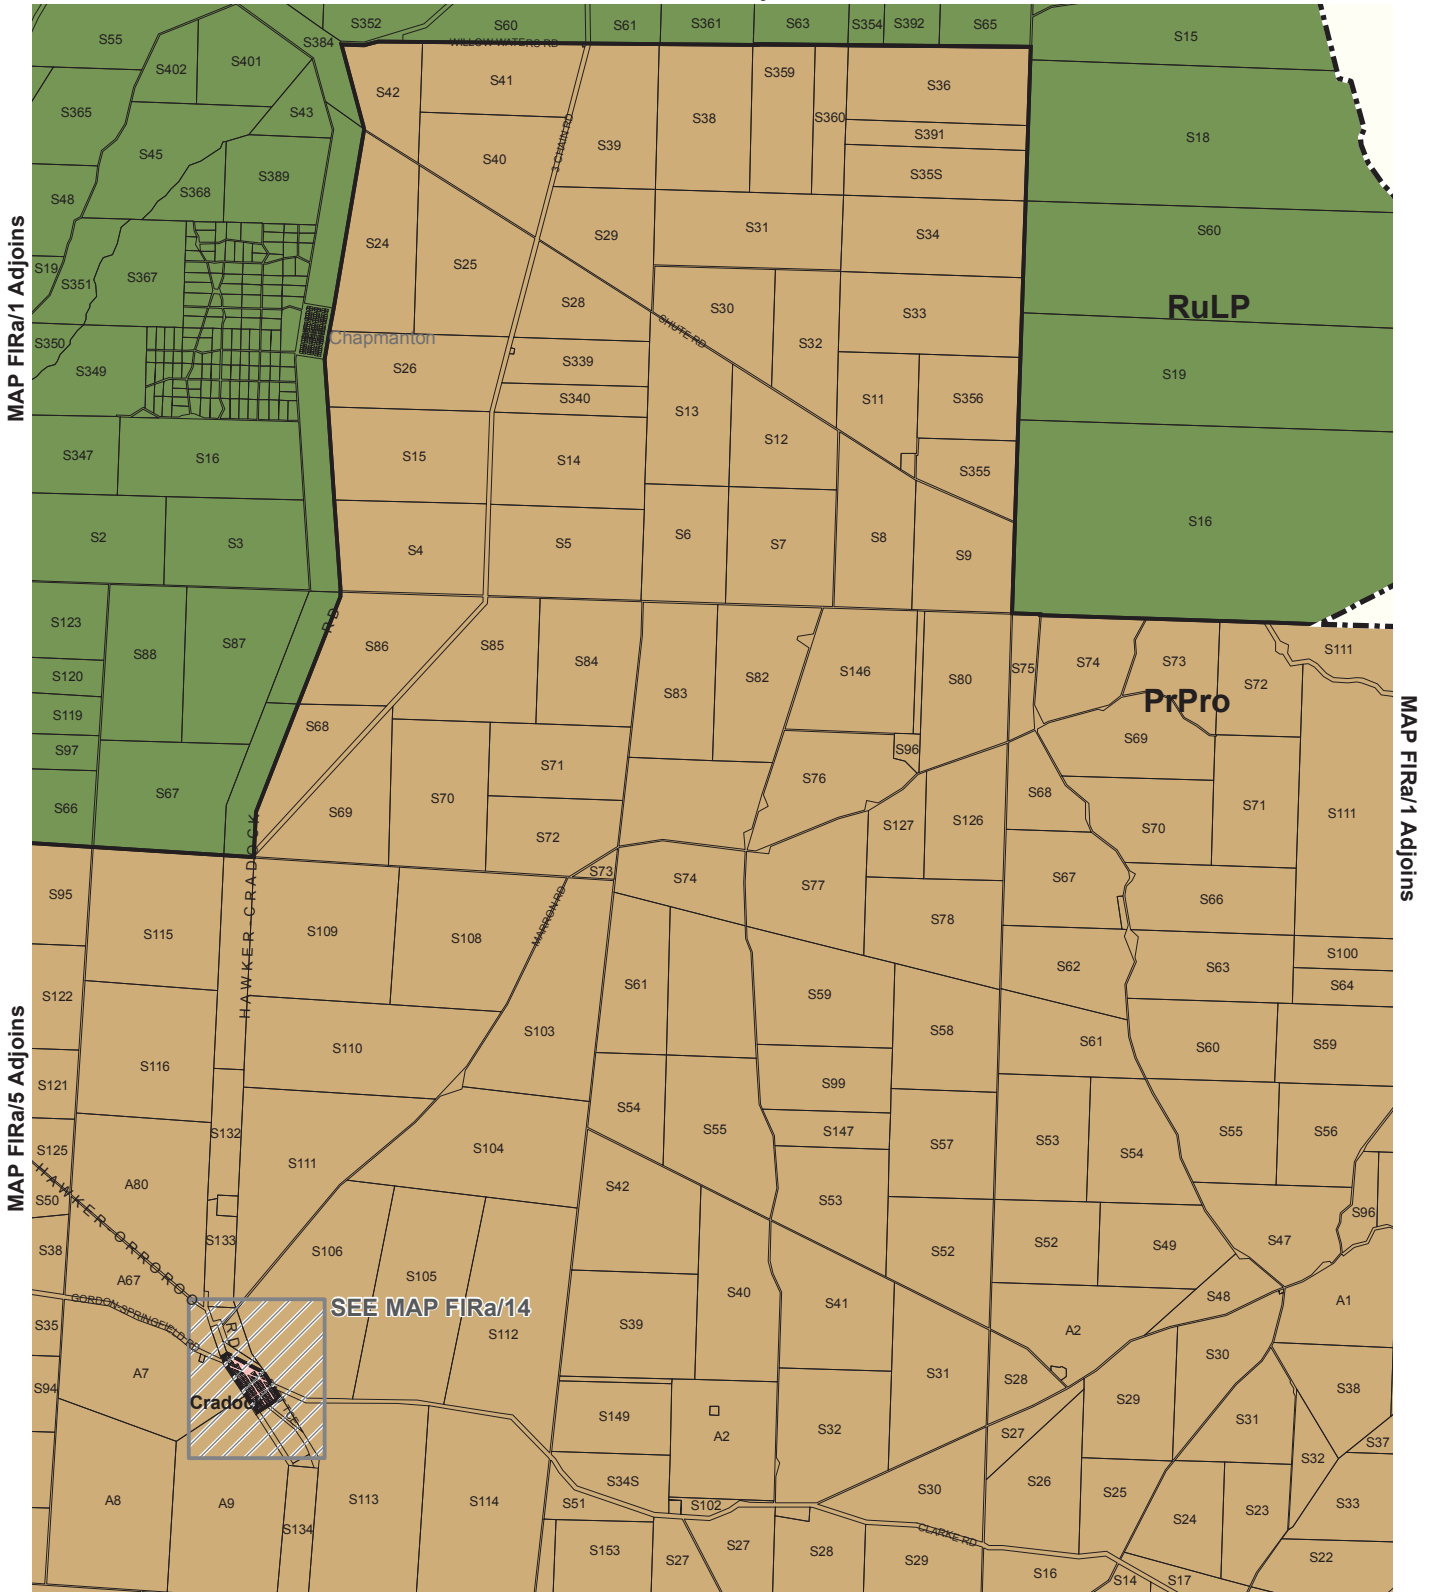 S352
S60
S61
S361
S63
S354
S392
S65
S15
S55
S384
S402
S401
WILLOW WATERS RD
S42
S41
S359
S36
S365
S43
S38
S360
S391
S18
S45
3 CHAIN RD
S39
S40
S35S
S368
S389
S48
S24
S25
S29
S31
S34
S60
MAP FIRa/1 Adjoins
S19
S351
S367
S28
S30
S33
RuLP
S350
Chapmanton
SHUTE RD
S32
S349
S26
S339
S19
S340
S13
S11
S356
S12
S347
S16
S15
S14
S355
S2
S3
S4
S5
S6
S7
S8
S9
S16
S123
S88
S87
RD
S86
S85
S84
S83
S82
S146
S80
S75
S74
S73
S72
S111
S120
S119
S97
S66
S67
S68
S71
S96
PrPro
S69
MAP FIRa/1 Adjoins
S69
S70
S72
S76
S127
S126
S68
S70
S71
S111
S73
S74
S77
S67
S66
S95
S115
HAWKER CRADOCK
S109
S108
MARRON RD
S78
S62
S63
S100
S64
S122
S61
S59
S58
S103
S110
S61
S60
S59
MAP FIRa/5 Adjoins
S121
S116
S99
S54
S55
S147
S57
S53
S54
S55
S56
S125
S132
S111
S104
HAWKER ORROROO
RD
S50
A80
S42
S53
S96
S38
S133
S106
S52
S52
S49
S47
A67
S105
S40
S41
S48
A1
GORDON-SPRINGFIELD RD
SEE MAP FIRa/14
S35
S112
S39
A2
S30
S94
A7
S31
S28
S29
S38
Cradock
S149
A2
S32
S27
S31
S37
S32
S34S
S26
A8
A9
S113
S114
S51
S102
S30
S25
S24
S23
S33
S134
CLARKE RD
S153
S27
S27
S28
S29
S16
S14
S17
S22